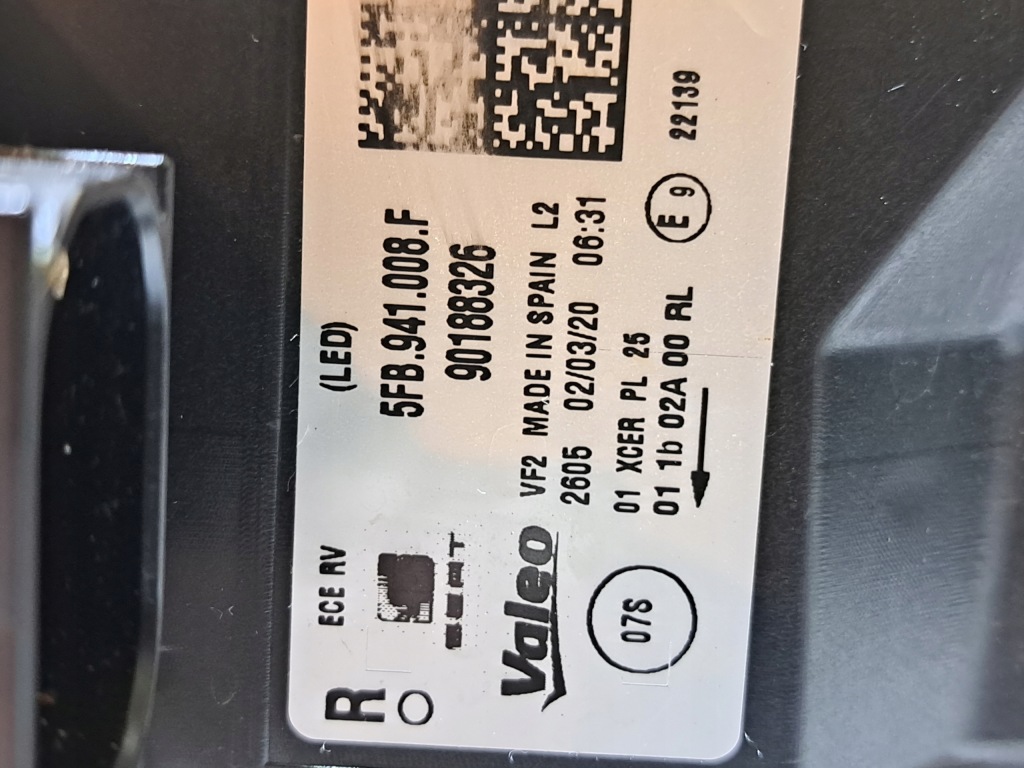 R
ECE RV
(LED)
5FB.941.008.F
90188326
SEAT
Valeo
VF2 MADE IN SPAIN L2
2605 02/03/20 06:31
07S
01 XCER PL 25
01 1b 02A 00 RL
E 9
22139